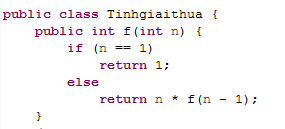 public class Tinhgiaithua {
public int f(int n) {
if (n == 1)
return 1;
else
return n * f(n - 1);
}